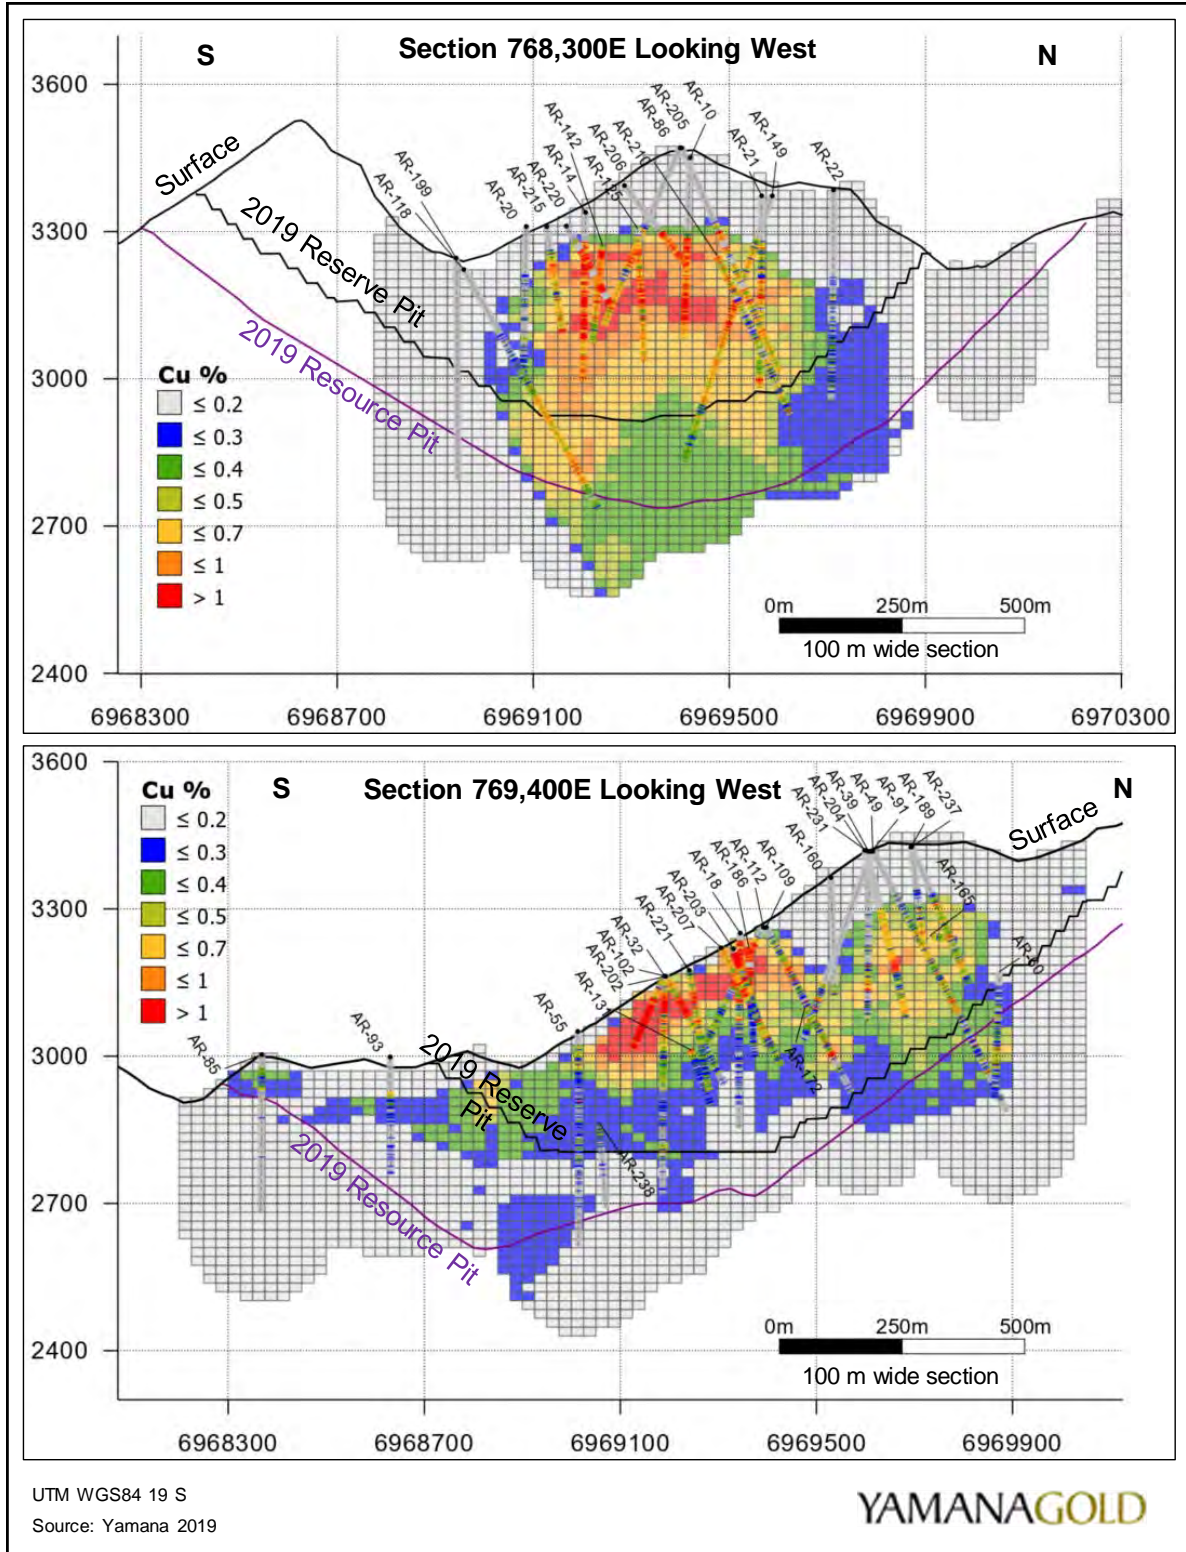 Section 768,300E Looking West
S
N
3600
3300
3000
2700
2400
Surface
2019 Reserve Pit
2019 Resource Pit
AR-118
AR-199
AR-20
AR-215
AR-220
AR-14
AR-142
AR-125
AR-206
AR-210
AR-86
AR-205
AR-10
AR-21
AR-149
AR-22
Cu %
≤ 0.2
≤ 0.3
≤ 0.4
≤ 0.5
≤ 0.7
≤ 1
> 1
0m 250m 500m
100 m wide section
6968300 6968700 6969100 6969500 6969900 6970300
Section 769,400E Looking West
S
N
3600
3300
3000
2700
2400
Cu %
≤ 0.2
≤ 0.3
≤ 0.4
≤ 0.5
≤ 0.7
≤ 1
> 1
Surface
2019 Reserve
Pit
2019 Resource Pit
AR-85
AR-93
AR-55
AR-202
AR-102
AR-32
AR-221
AR-207
AR-203
AR-18
AR-186
AR-112
AR-109
AR-160
AR-231
AR-204
AR-39
AR-49
AR-91
AR-189
AR-237
AR-165
AR-172
AR-238
0m 250m 500m
100 m wide section
6968300 6968700 6969100 6969500 6969900
UTM WGS84 19 S
Source: Yamana 2019
YAMANAGOLD